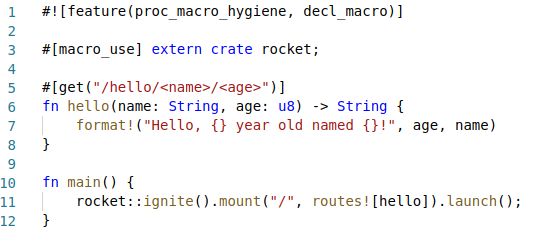 1 #![feature(proc_macro_hygiene, decl_macro)]
2
3 #[macro_use] extern crate rocket;
4
5 #[get("/hello/<name>/<age>")]
6 fn hello(name: String, age: u8) -> String {
7     format!("Hello, {} year old named {}!", age, name)
8 }
9
10 fn main() {
11     rocket::ignite().mount("/", routes![hello]).launch();
12 }